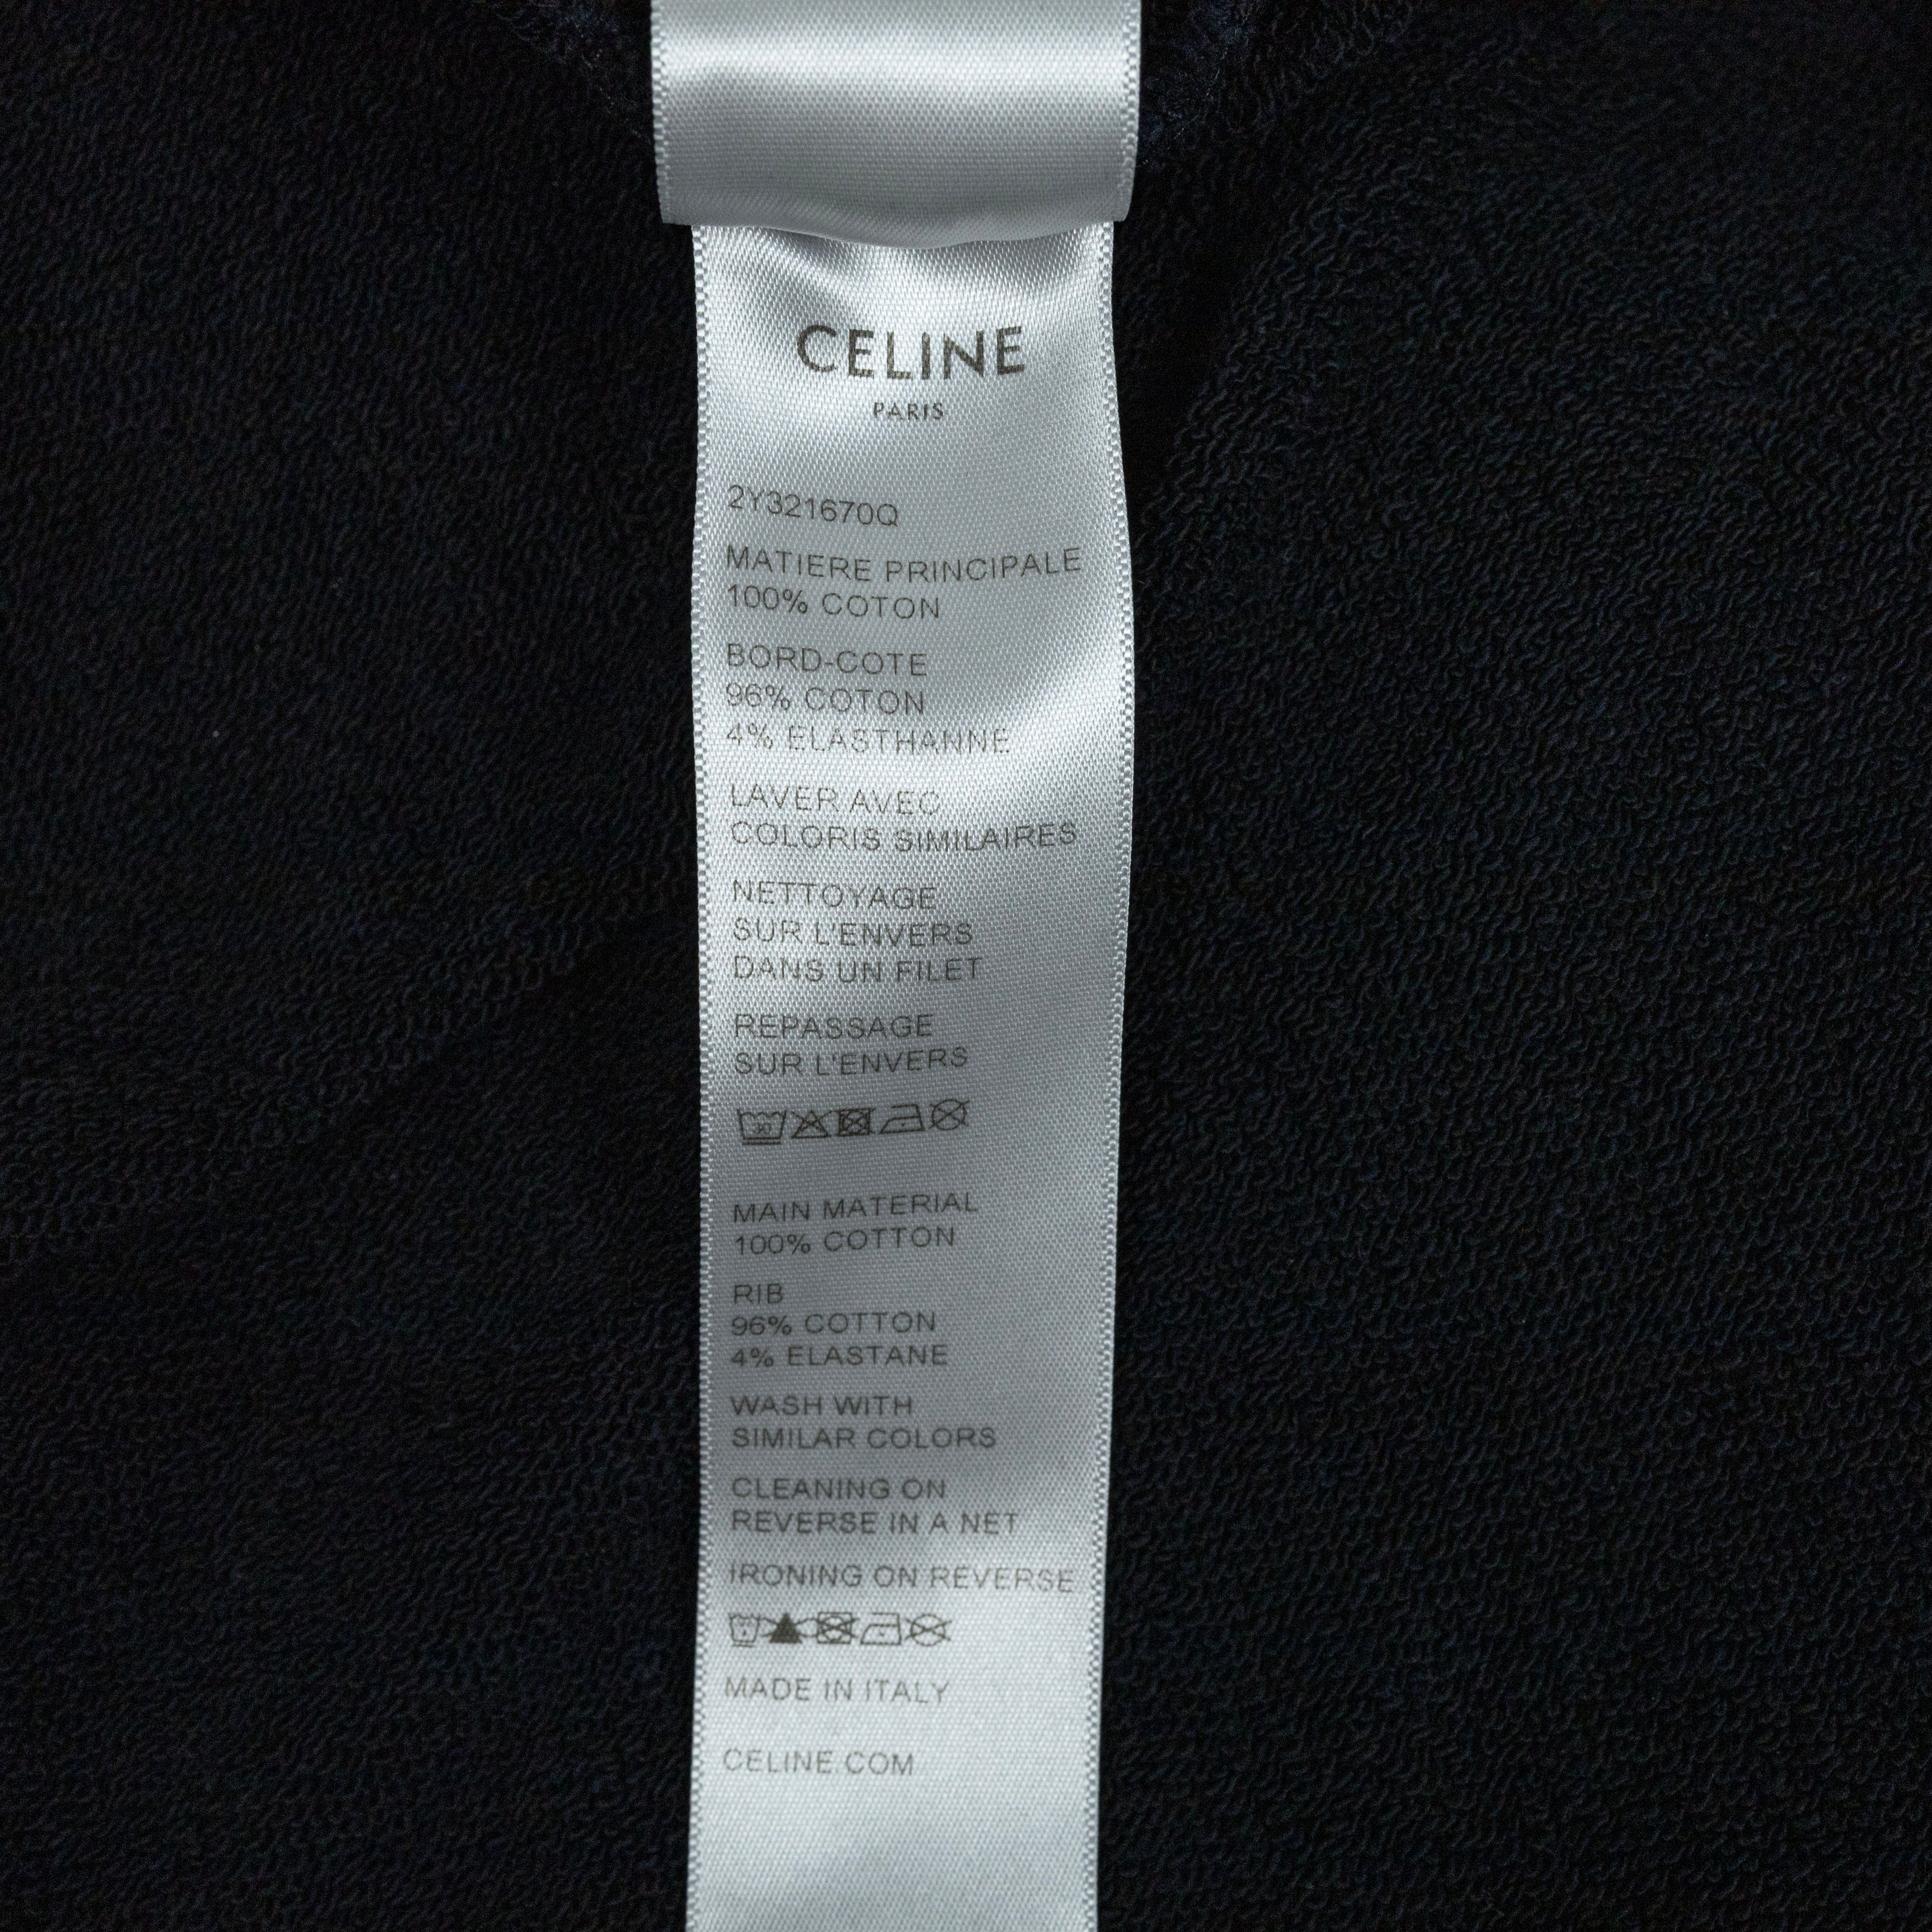 CELINE
PARIS
2Y321670Q
MATIERE PRINCIPALE
100% COTON
BORD-COTE
96% COTON
4% ELASTHANNE
LAVER AVEC
COLORIS SIMILAIRES
NETTOYAGE
SUR L'ENVERS
DANS UN FILET
REPASSAGE
SUR L'ENVERS
30
MAIN MATERIAL
100% COTTON
RIB
96% COTTON
4% ELASTANE
WASH WITH
SIMILAR COLORS
CLEANING ON
REVERSE IN A NET
IRONING ON REVERSE
MADE IN ITALY
CELINE.COM